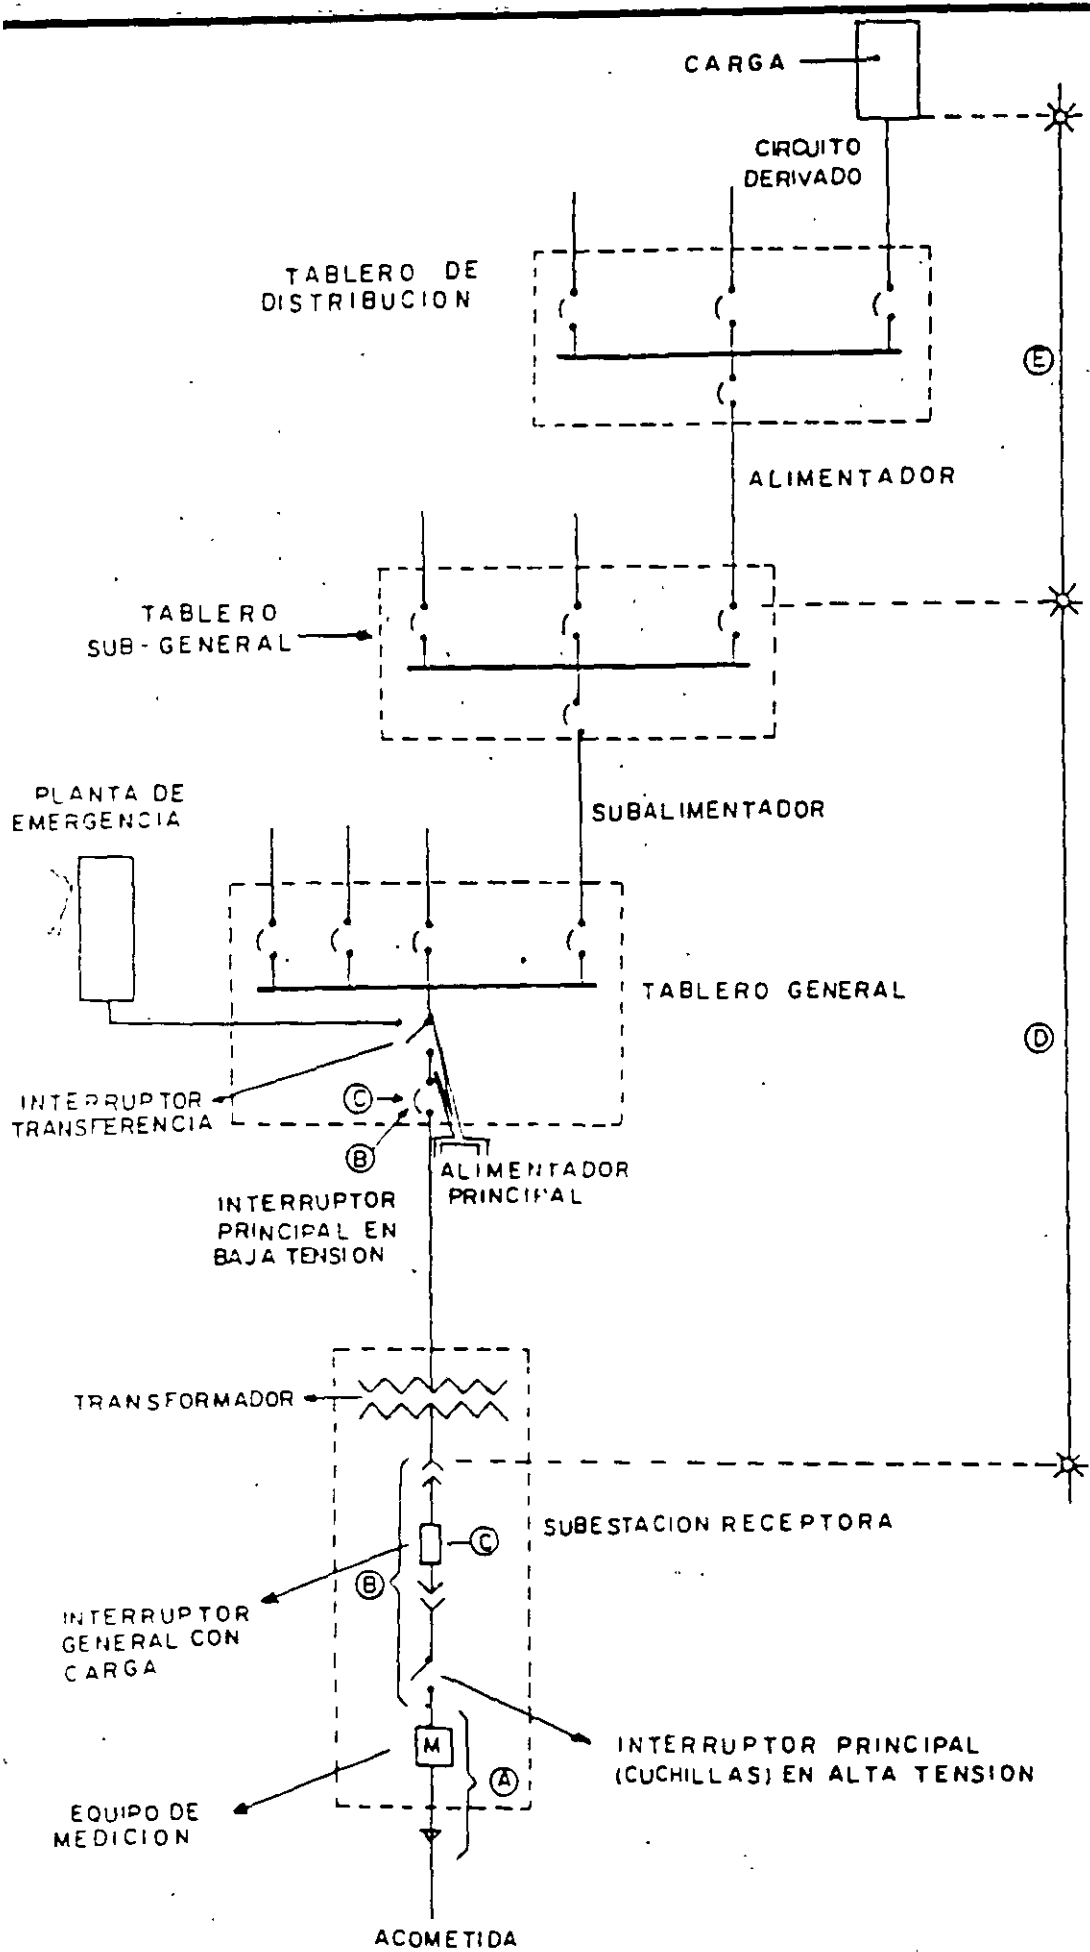 CARGA
CIRCUITO
DERIVADO
TABLERO DE
DISTRIBUCION
E
ALIMENTADOR
TABLERO
SUB-GENERAL
PLANTA DE
EMERGENCIA
SUBALIMENTADOR
TABLERO GENERAL
D
INTERRUPTOR
TRANSFERENCIA
C
B
ALIMENTADOR
PRINCIPAL
INTERRUPTOR
PRINCIPAL EN
BAJA TENSION
TRANSFORMADOR
SUBESTACION RECEPTORA
C
B
INTERRUPTOR
GENERAL CON
CARGA
M
INTERRUPTOR PRINCIPAL
(CUCHILLAS) EN ALTA TENSION
A
EQUIPO DE
MEDICION
ACOMETIDA